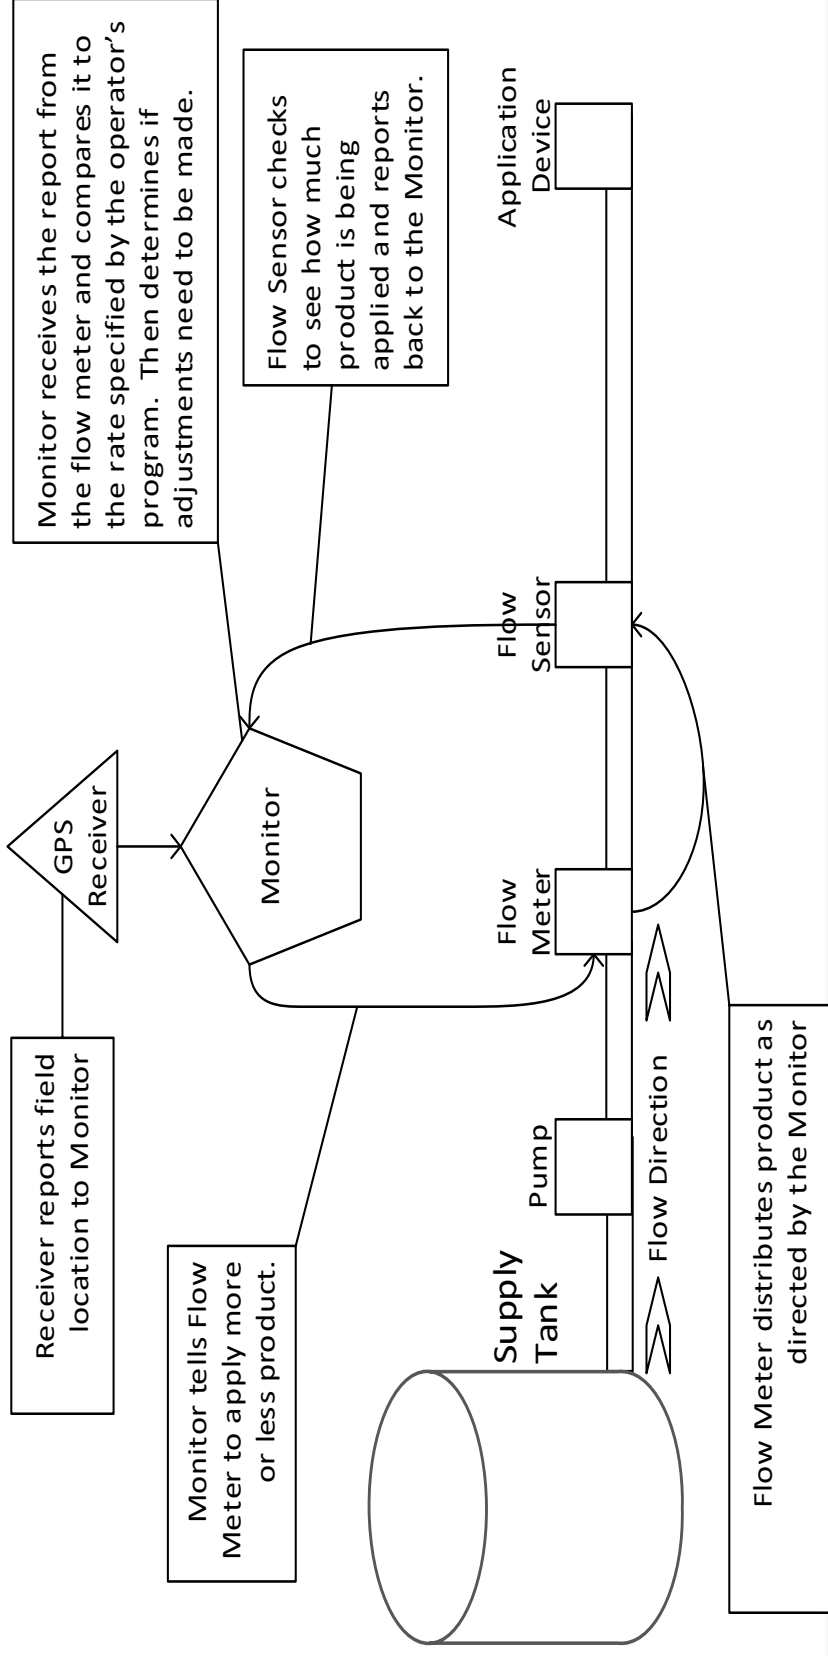 Receiver reports field
location to Monitor
GPS
Receiver
Monitor receives the report from
the flow meter and compares it to
the rate specified by the operator’s
program. Then determines if
adjustments need to be made.
Monitor tells Flow
Meter to apply more
or less product.
Monitor
Flow Sensor checks
to see how much
product is being
applied and reports
back to the Monitor.
Supply
Tank
Pump
Flow
Meter
Flow
Sensor
Application
Device
Flow Direction
Flow Meter distributes product as
directed by the Monitor